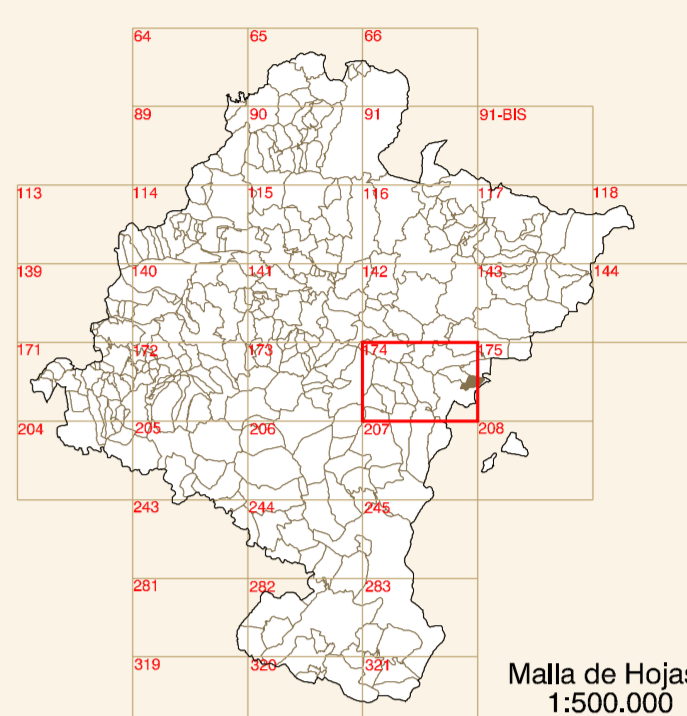 64 65 66
89 90 91 91-BIS
113 114 115 116 117 118
139 140 141 142 143 144
171 172 173 174 175
204 205 206 207 208
243 244 245
281 282 283
319 320 321
Malla de Hojas
1:500.000